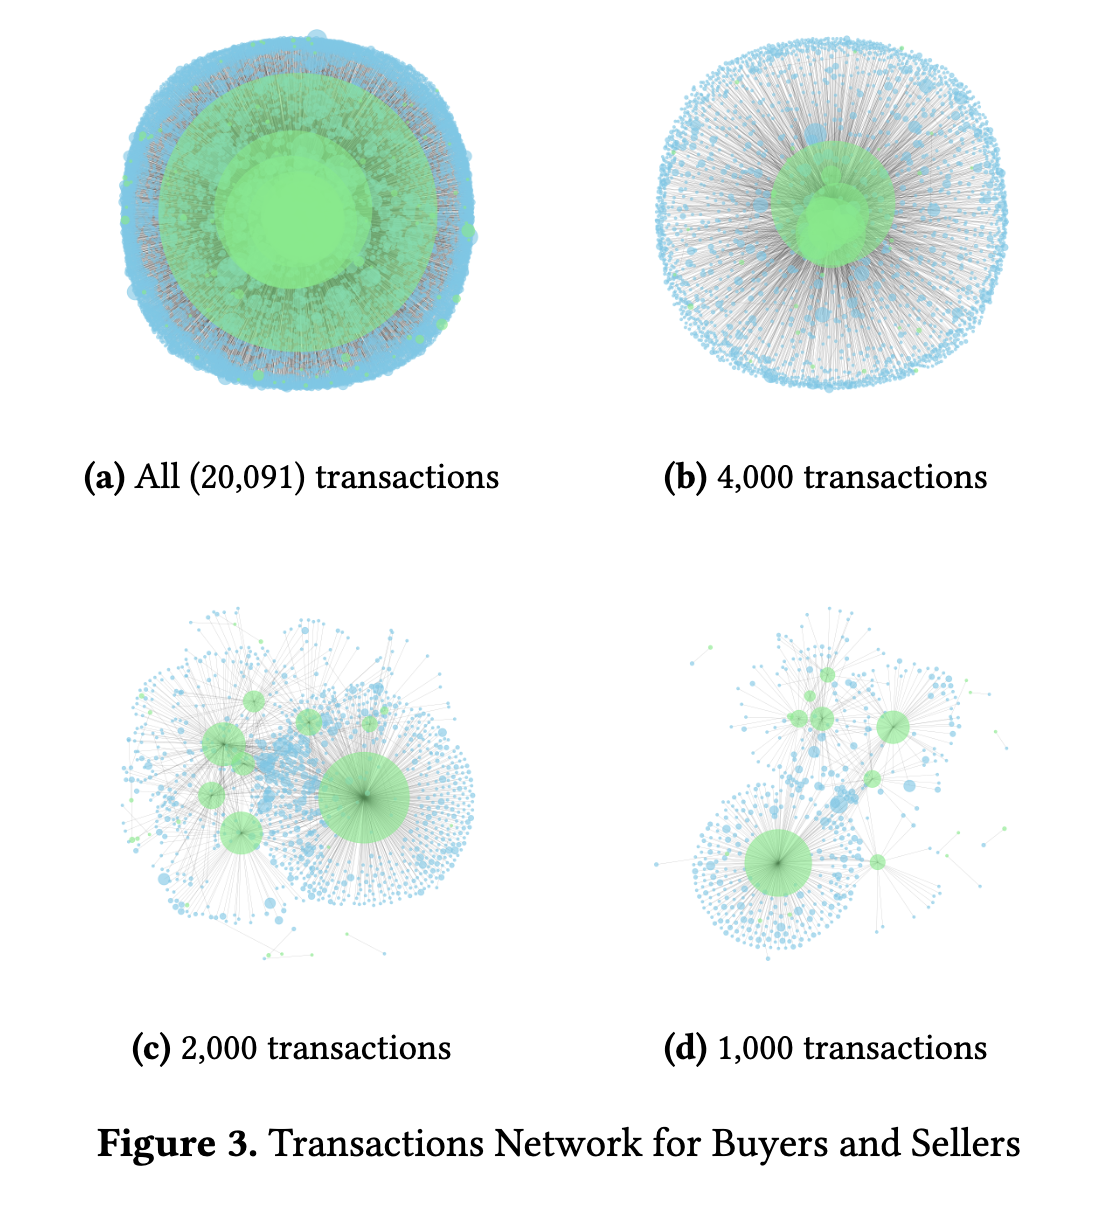 (a) All (20,091) transactions
(b) 4,000 transactions
(c) 2,000 transactions
(d) 1,000 transactions
Figure 3. Transactions Network for Buyers and Sellers